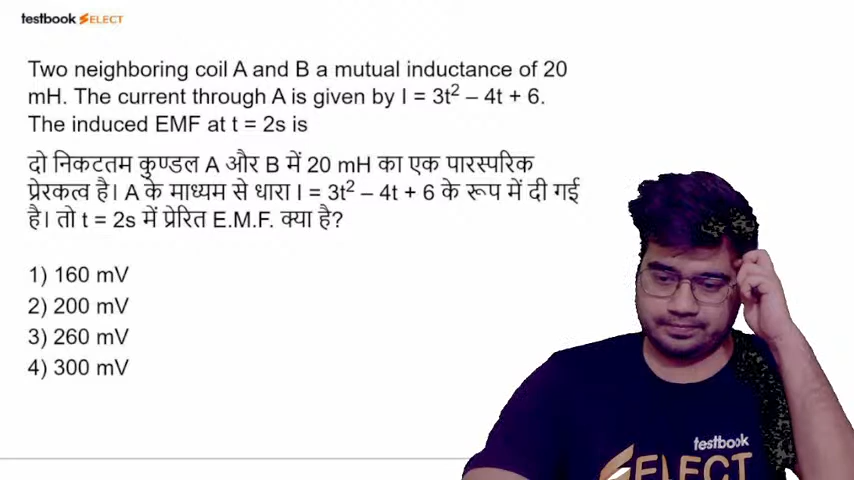 testbook SELECT
Two neighboring coil A and B a mutual inductance of 20
mH. The current through A is given by I = 3t² – 4t + 6.
The induced EMF at t = 2s is
दो निकटतम कुण्डल A और B में 20 mH का एक पारस्परिक
प्रेरकत्व है। A के माध्यम से धारा I = 3t² – 4t + 6 के रूप में दी गई
है। तो t = 2s में प्रेरित E.M.F. क्या है?
1) 160 mV
2) 200 mV
3) 260 mV
4) 300 mV
testbook
SELECT